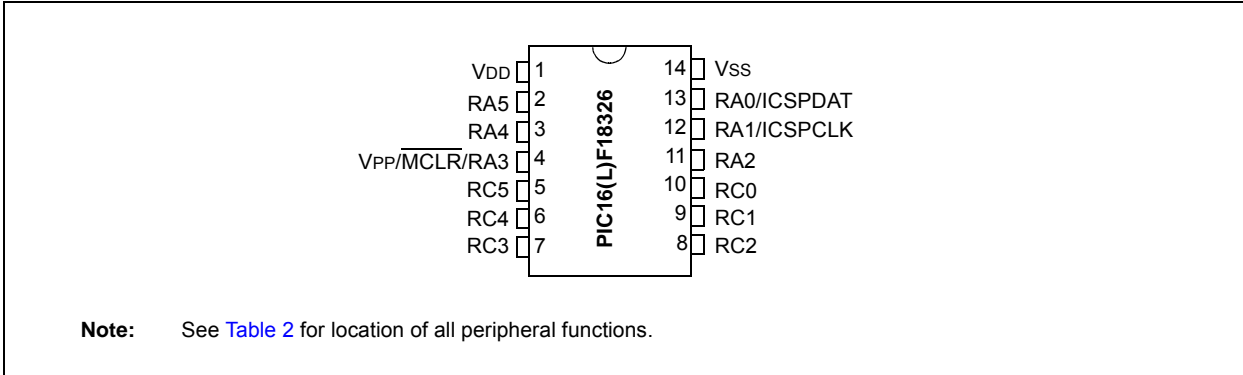 VDD 1 14 VSS
RA5 2 13 RA0/ICSPDAT
RA4 3 12 RA1/ICSPCLK
VPP/MCLR/RA3 4 11 RA2
RC5 5 10 RC0
RC4 6 9 RC1
RC3 7 8 RC2
PIC16(L)F18326
Note: See Table 2 for location of all peripheral functions.